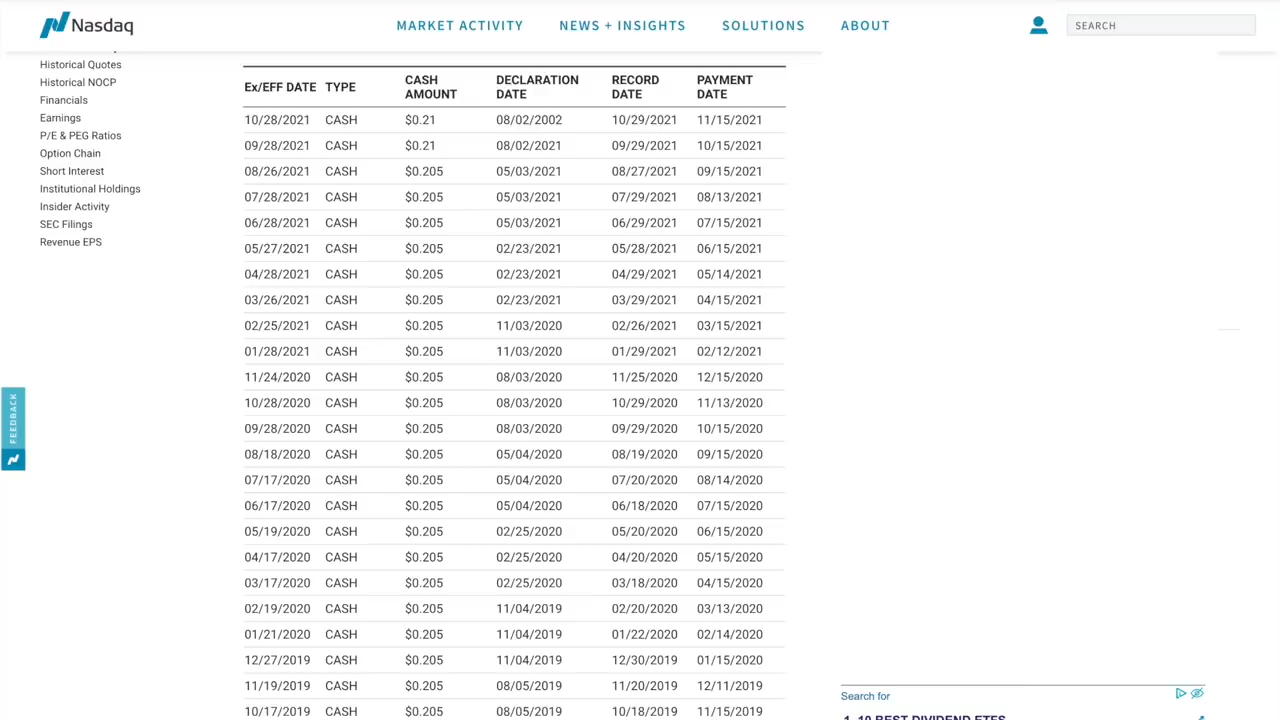 Nasdaq
MARKET ACTIVITY NEWS + INSIGHTS SOLUTIONS ABOUT
SEARCH
Historical Quotes
Historical NOCP
Financials
Earnings
P/E & PEG Ratios
Option Chain
Short Interest
Institutional Holdings
Insider Activity
SEC Filings
Revenue EPS
FEEDBACK
Ex/EFF DATE TYPE CASH AMOUNT DECLARATION DATE RECORD DATE PAYMENT DATE
10/28/2021 CASH $0.21 08/02/2002 10/29/2021 11/15/2021
09/28/2021 CASH $0.21 08/02/2021 09/29/2021 10/15/2021
08/26/2021 CASH $0.205 05/03/2021 08/27/2021 09/15/2021
07/28/2021 CASH $0.205 05/03/2021 07/29/2021 08/13/2021
06/28/2021 CASH $0.205 05/03/2021 06/29/2021 07/15/2021
05/27/2021 CASH $0.205 02/23/2021 05/28/2021 06/15/2021
04/28/2021 CASH $0.205 02/23/2021 04/29/2021 05/14/2021
03/26/2021 CASH $0.205 02/23/2021 03/29/2021 04/15/2021
02/25/2021 CASH $0.205 11/03/2020 02/26/2021 03/15/2021
01/28/2021 CASH $0.205 11/03/2020 01/29/2021 02/12/2021
11/24/2020 CASH $0.205 08/03/2020 11/25/2020 12/15/2020
10/28/2020 CASH $0.205 08/03/2020 10/29/2020 11/13/2020
09/28/2020 CASH $0.205 08/03/2020 09/29/2020 10/15/2020
08/18/2020 CASH $0.205 05/04/2020 08/19/2020 09/15/2020
07/17/2020 CASH $0.205 05/04/2020 07/20/2020 08/14/2020
06/17/2020 CASH $0.205 05/04/2020 06/18/2020 07/15/2020
05/19/2020 CASH $0.205 02/25/2020 05/20/2020 06/15/2020
04/17/2020 CASH $0.205 02/25/2020 04/20/2020 05/15/2020
03/17/2020 CASH $0.205 02/25/2020 03/18/2020 04/15/2020
02/19/2020 CASH $0.205 11/04/2019 02/20/2020 03/13/2020
01/21/2020 CASH $0.205 11/04/2019 01/22/2020 02/14/2020
12/27/2019 CASH $0.205 11/04/2019 12/30/2019 01/15/2020
11/19/2019 CASH $0.205 08/05/2019 11/20/2019 12/11/2019
10/17/2019 CASH $0.205 08/05/2019 10/18/2019 11/15/2019
Search for
1. 10 BEST DIVIDEND ETFS